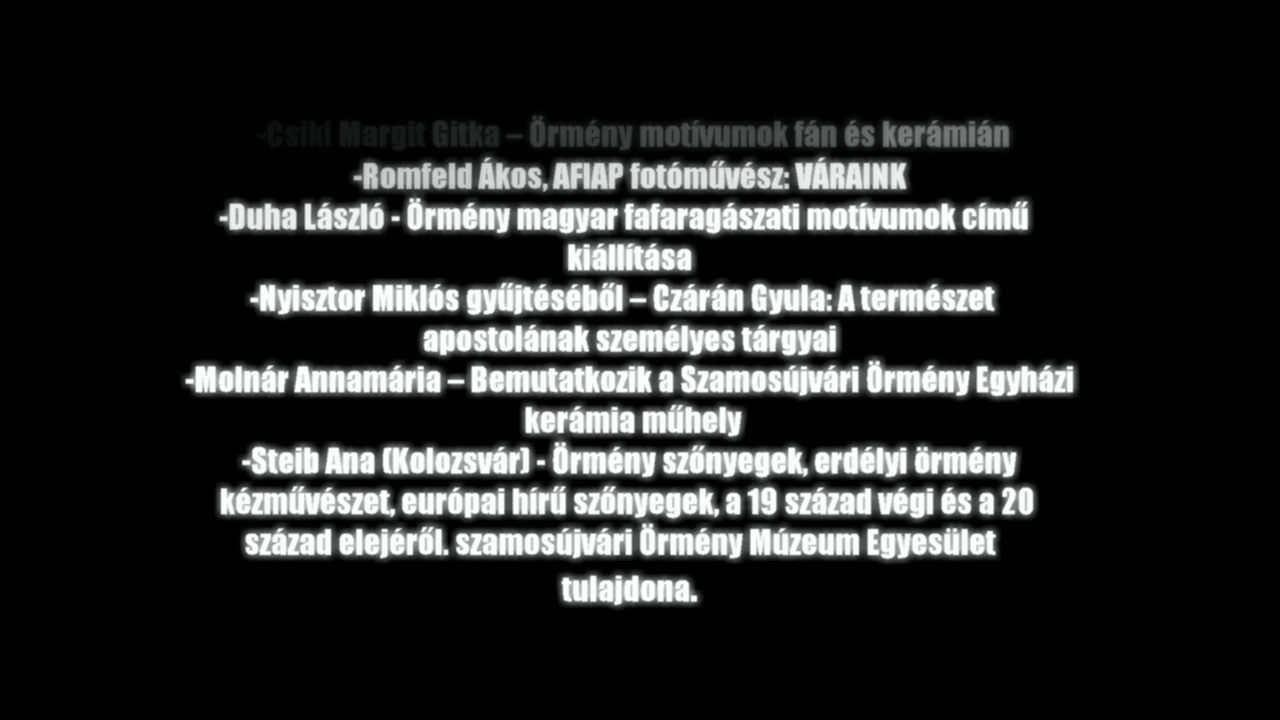 -Csiki Margit Gitka – Örmény motívumok fán és kerámián
-Romfeld Ákos, AFIAP fotóművész: VÁRAINK
-Duha László - Örmény magyar fafaragászati motívumok című
kiállítása
-Nyisztor Miklós gyűjtéséből – Czárán Gyula: A természet
apostolának személyes tárgyai
-Molnár Annamária – Bemutatkozik a Szamosújvári Örmény Egyházi
kerámia műhely
-Steib Ana (Kolozsvár) - Örmény szőnyegek, erdélyi örmény
kézművészet, európai hírű szőnyegek, a 19 század végi és a 20
század elejéről. szamosújvári Örmény Múzeum Egyesület
tulajdona.